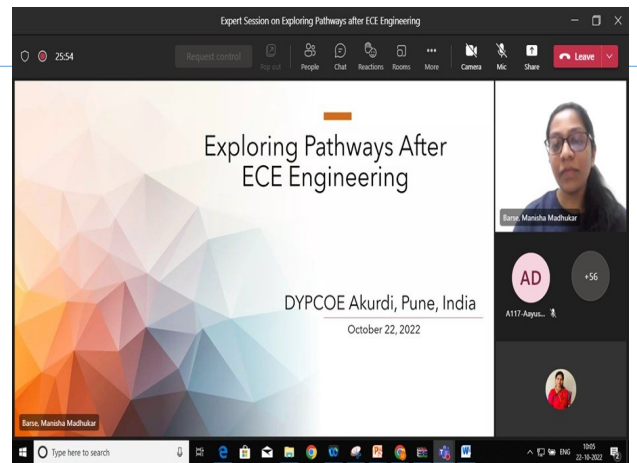 Expert Session on Exploring Pathways after ECE Engineering
25:54
Request control
Pop out
People
Chat
Reactions
Rooms
More
Camera
Mic
Share
Leave
Exploring Pathways After
ECE Engineering
DYPCOE Akurdi, Pune, India
October 22, 2022
Barse, Manisha Madhukar
Barse, Manisha Madhukar
AD
+56
A117-Aayus...
Type here to search
ENG
10:05
22-10-2022